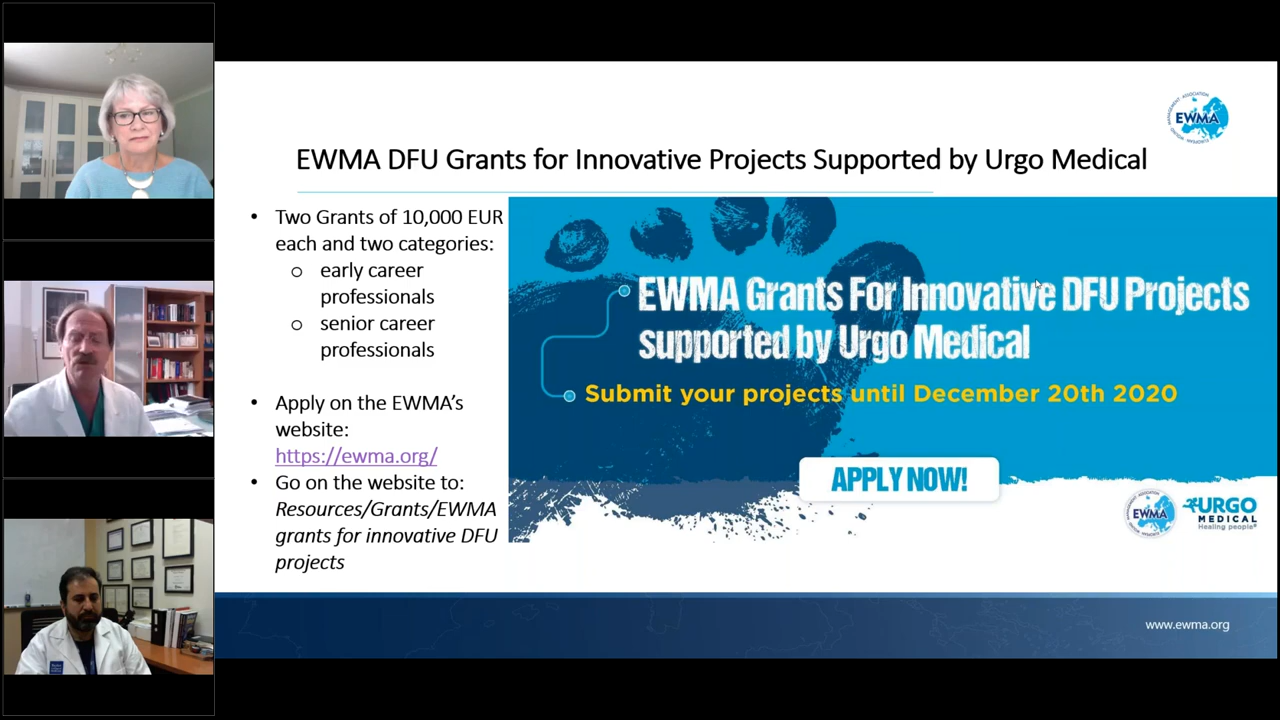 EWMA
EWMA DFU Grants for Innovative Projects Supported by Urgo Medical
• Two Grants of 10,000 EUR
each and two categories:
o early career
professionals
o senior career
professionals
• Apply on the EWMA's
website:
https://ewma.org/
• Go on the website to:
Resources/Grants/EWMA
grants for innovative DFU
projects
EWMA Grants For Innovative DFU Projects
supported by Urgo Medical
Submit your projects until December 20th 2020
APPLY NOW!
EWMA
URGO
MEDICAL
Healing people®
www.ewma.org